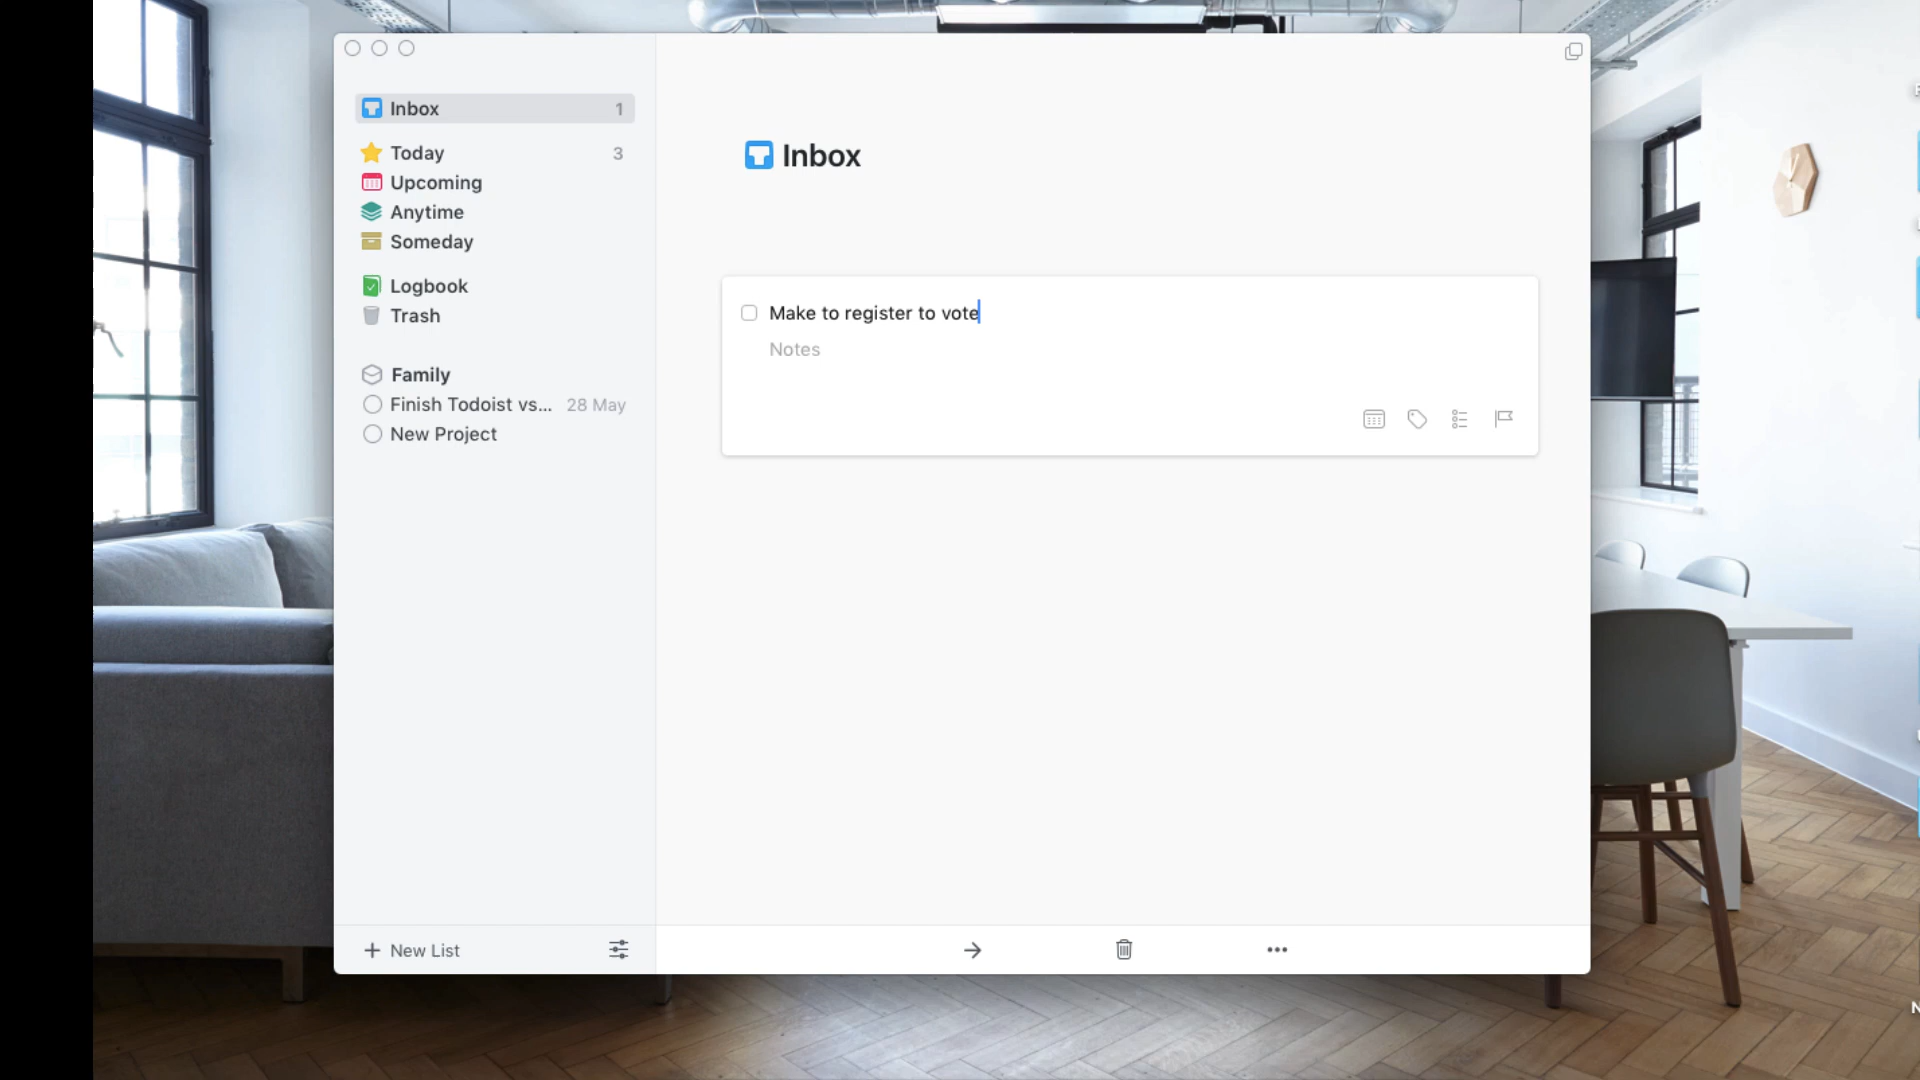 Inbox 1
Today 3
Upcoming
Anytime
Someday
Logbook
Trash
Family
Finish Todoist vs... 28 May
New Project
New List
Inbox
Make to register to vote
Notes